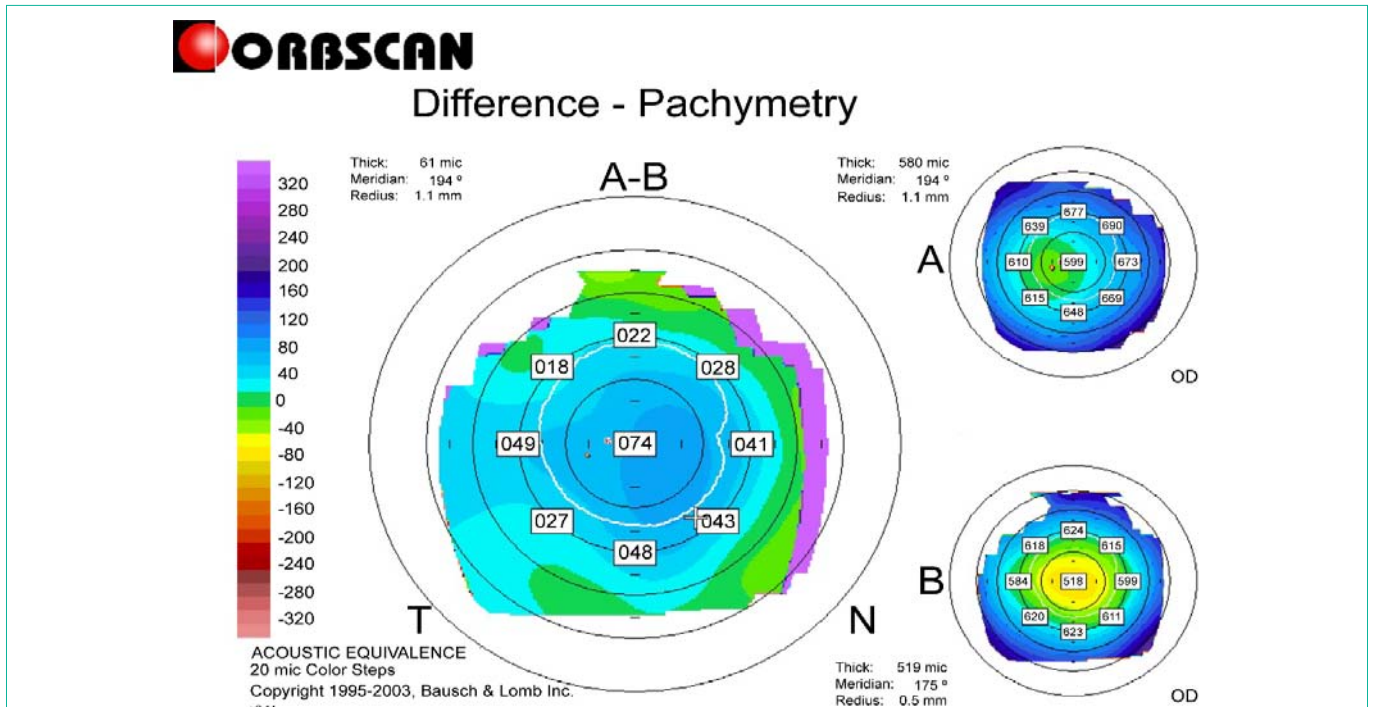 ORBSCAN
Difference - Pachymetry
320
280
240
200
160
120
80
40
0
-40
-80
-120
-160
-200
-240
-280
-320
Thick: 61 mic
Meridian: 194 º
Redius: 1.1 mm
A-B
022
018
028
049
074
041
027
043
048
T
N
ACOUSTIC EQUIVALENCE
20 mic Color Steps
Copyright 1995-2003, Bausch & Lomb Inc.
Thick: 580 mic
Meridian: 194 º
Redius: 1.1 mm
A
677
639
690
610
599
673
615
669
648
OD
B
624
618
615
584
518
599
620
611
623
Thick: 519 mic
Meridian: 175 º
Redius: 0.5 mm
OD